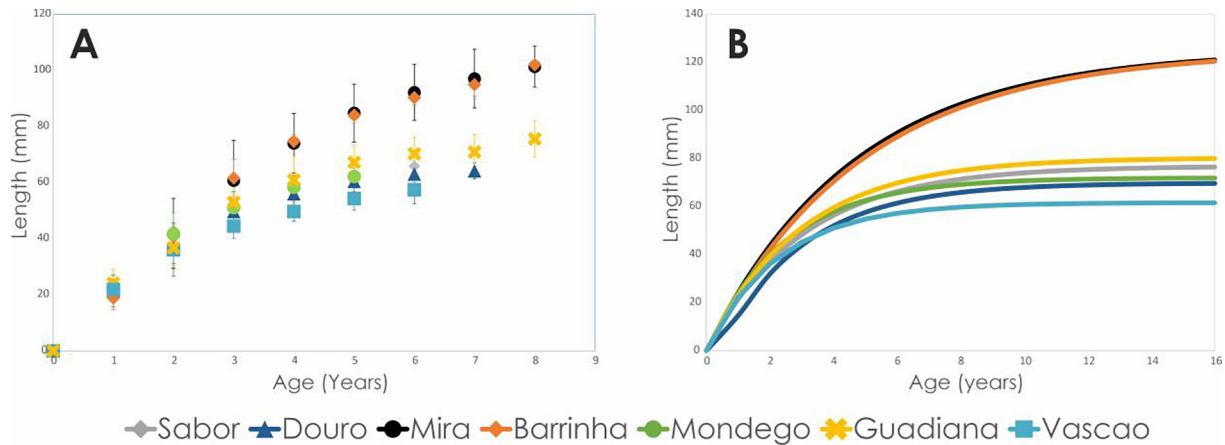 A
B
Length (mm)
120
100
80
60
40
20
0
0 1 2 3 4 5 6 7 8 9
Age (Years)
Length (mm)
140
120
100
80
60
40
20
0
0 2 4 6 8 10 12 14 16
Age (years)
Sabor Douro Mira Barrinha Mondego Guadiana Vascao